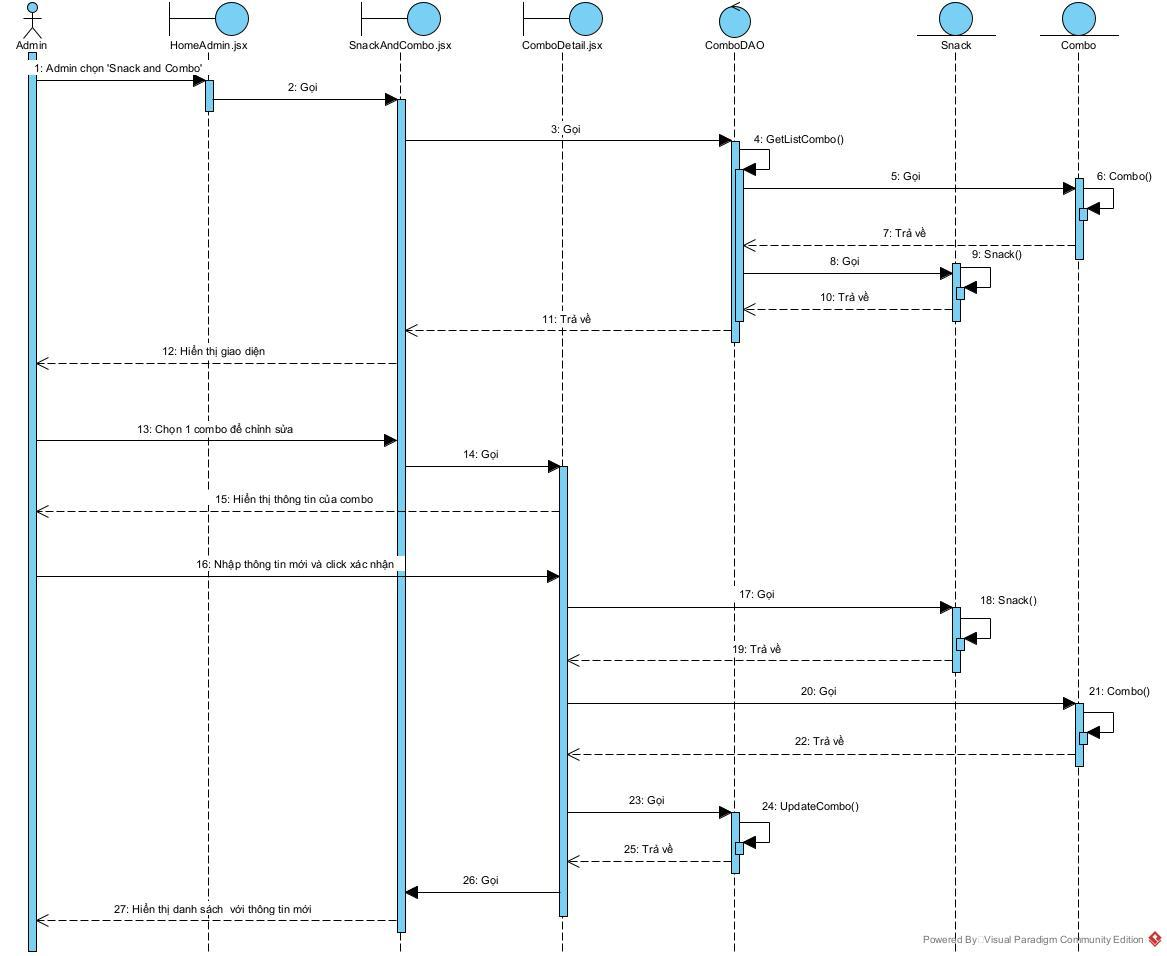 Admin
HomeAdmin.jsx
SnackAndCombo.jsx
ComboDetail.jsx
ComboDAO
Snack
Combo
1: Admin chọn 'Snack and Combo'
2: Gọi
3: Gọi
4: GetListCombo()
5: Gọi
6: Combo()
7: Trả về
8: Gọi
9: Snack()
10: Trả về
11: Trả về
12: Hiển thị giao diện
13: Chọn 1 combo để chỉnh sửa
14: Gọi
15: Hiển thị thông tin của combo
16: Nhập thông tin mới và click xác nhận
17: Gọi
18: Snack()
19: Trả về
20: Gọi
21: Combo()
22: Trả về
23: Gọi
24: UpdateCombo()
25: Trả về
26: Gọi
27: Hiển thị danh sách với thông tin mới
Powered By Visual Paradigm Community Edition